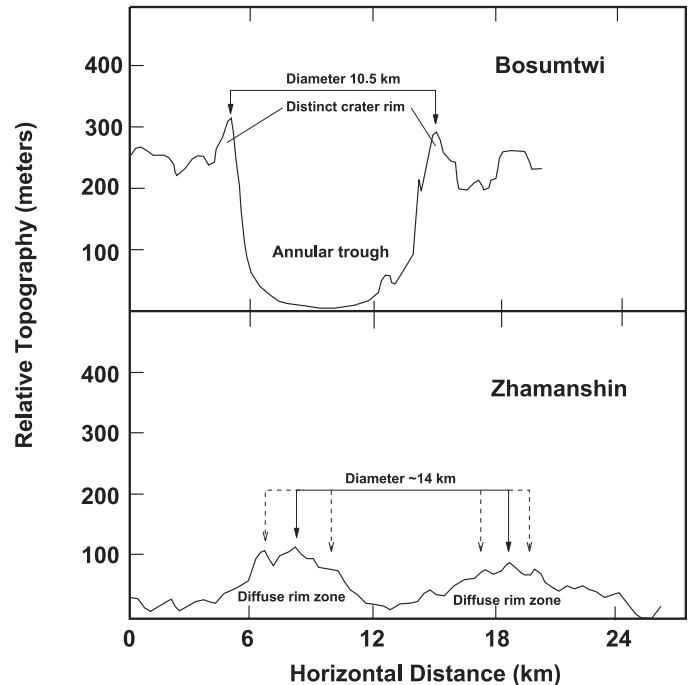 Bosumtwi
Diameter 10.5 km
Distinct crater rim
Annular trough
400
300
200
100
Relative Topography (meters)
Zhamanshin
Diameter ~14 km
Diffuse rim zone
Diffuse rim zone
400
300
200
100
0
6
12
18
24
Horizontal Distance (km)